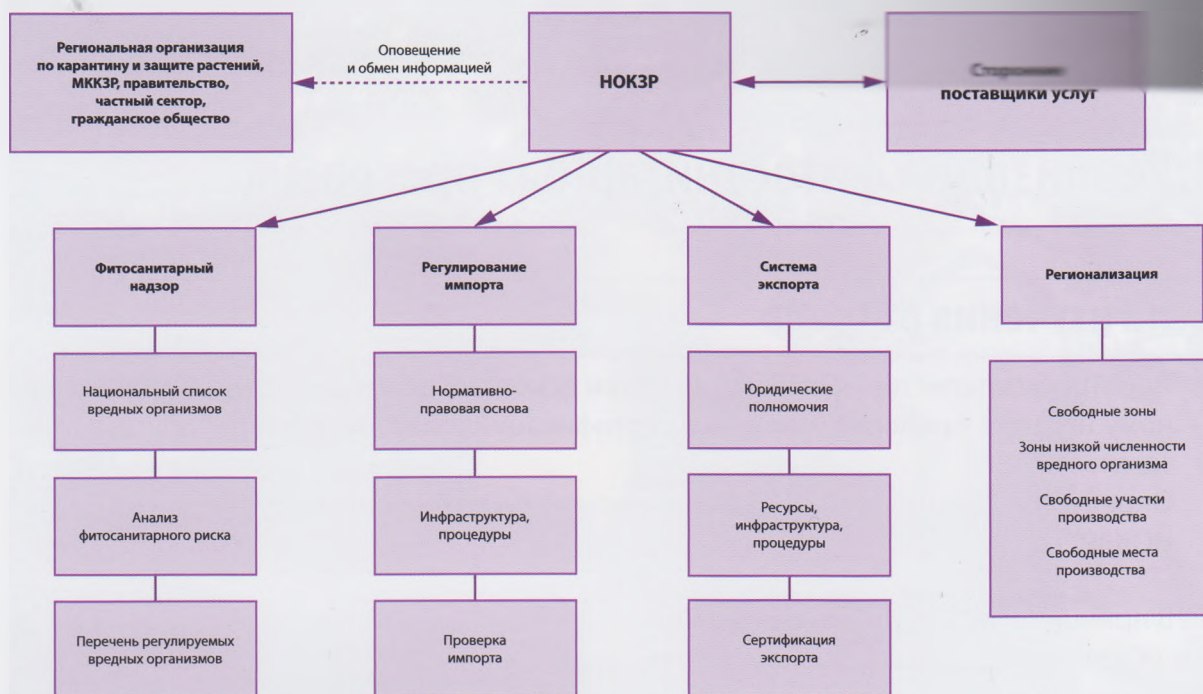 Региональная организация
по карантину и защите растений,
МККЗР, правительство,
частный сектор,
гражданское общество
Оповещение
и обмен информацией
НОКЗР
поставщики услуг
Фитосанитарный
надзор
Национальный список
вредных организмов
Анализ
фитосанитарного риска
Перечень регулируемых
вредных организмов
Регулирование
импорта
Нормативно-
правовая основа
Инфраструктура,
процедуры
Проверка
импорта
Система
экспорта
Юридические
полномочия
Ресурсы,
инфраструктура,
процедуры
Сертификация
экспорта
Регионализация
Свободные зоны
Зоны низкой численности
вредного организма
Свободные участки
производства
Свободные места
производства